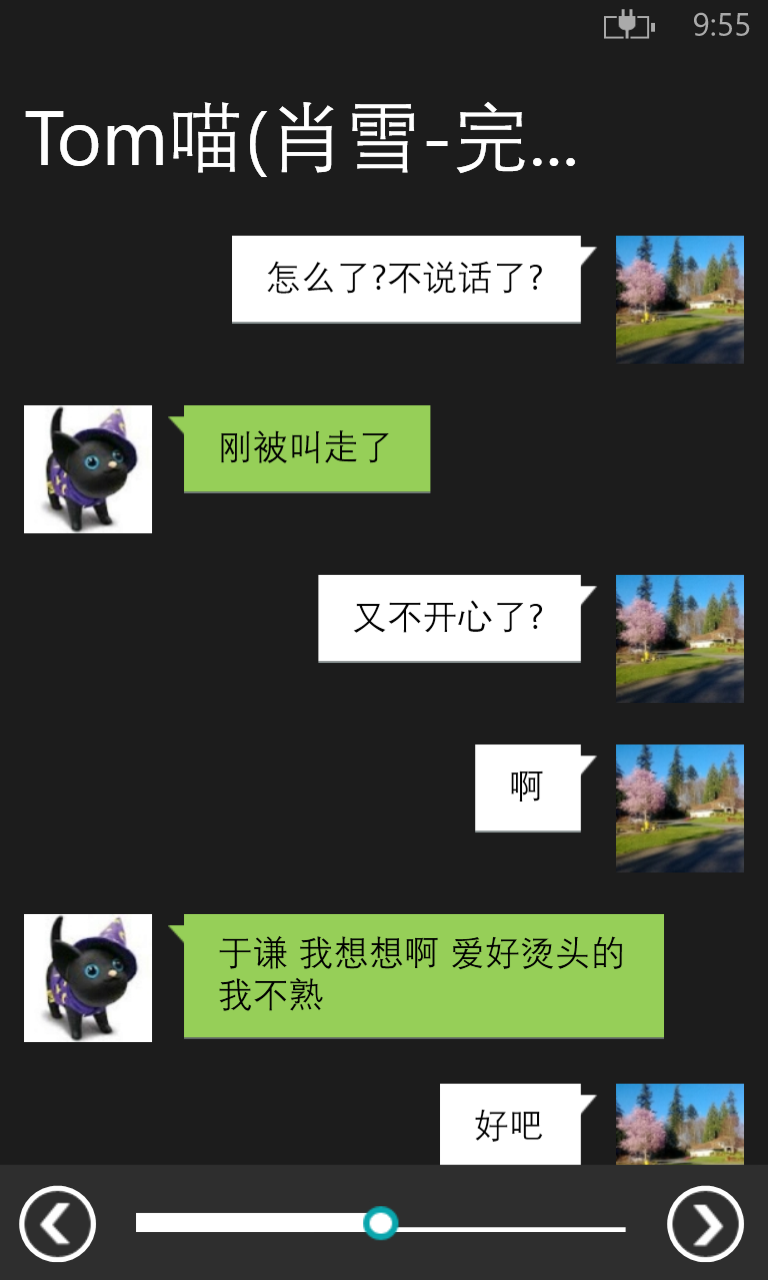 9:55
Tom喵(肖雪-完...
怎么了?不说话了?
刚被叫走了
又不开心了?
啊
于谦 我想想啊 爱好烫头的
我不熟
好吧